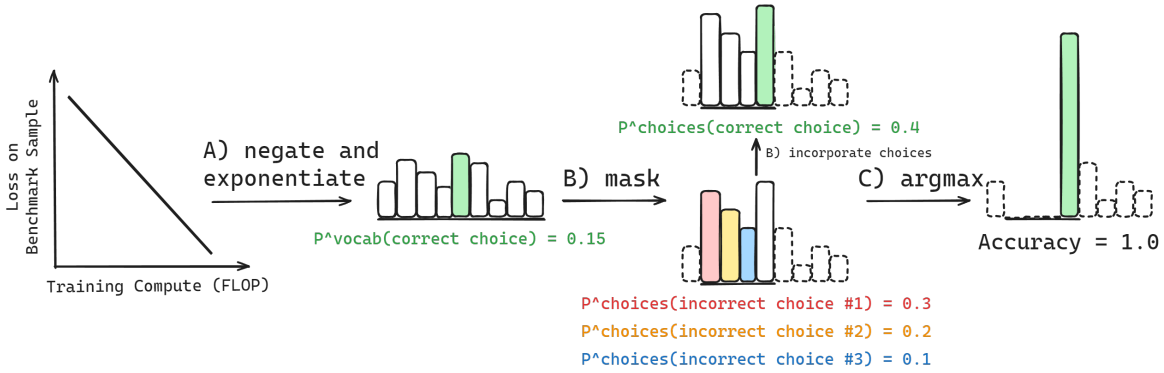 Loss on
Benchmark Sample
Training Compute (FLOP)
A) negate and
exponentiate
P^vocab(correct choice) = 0.15
B) mask
P^choices(correct choice) = 0.4
B) incorporate choices
P^choices(incorrect choice #1) = 0.3
P^choices(incorrect choice #2) = 0.2
P^choices(incorrect choice #3) = 0.1
C) argmax
Accuracy = 1.0